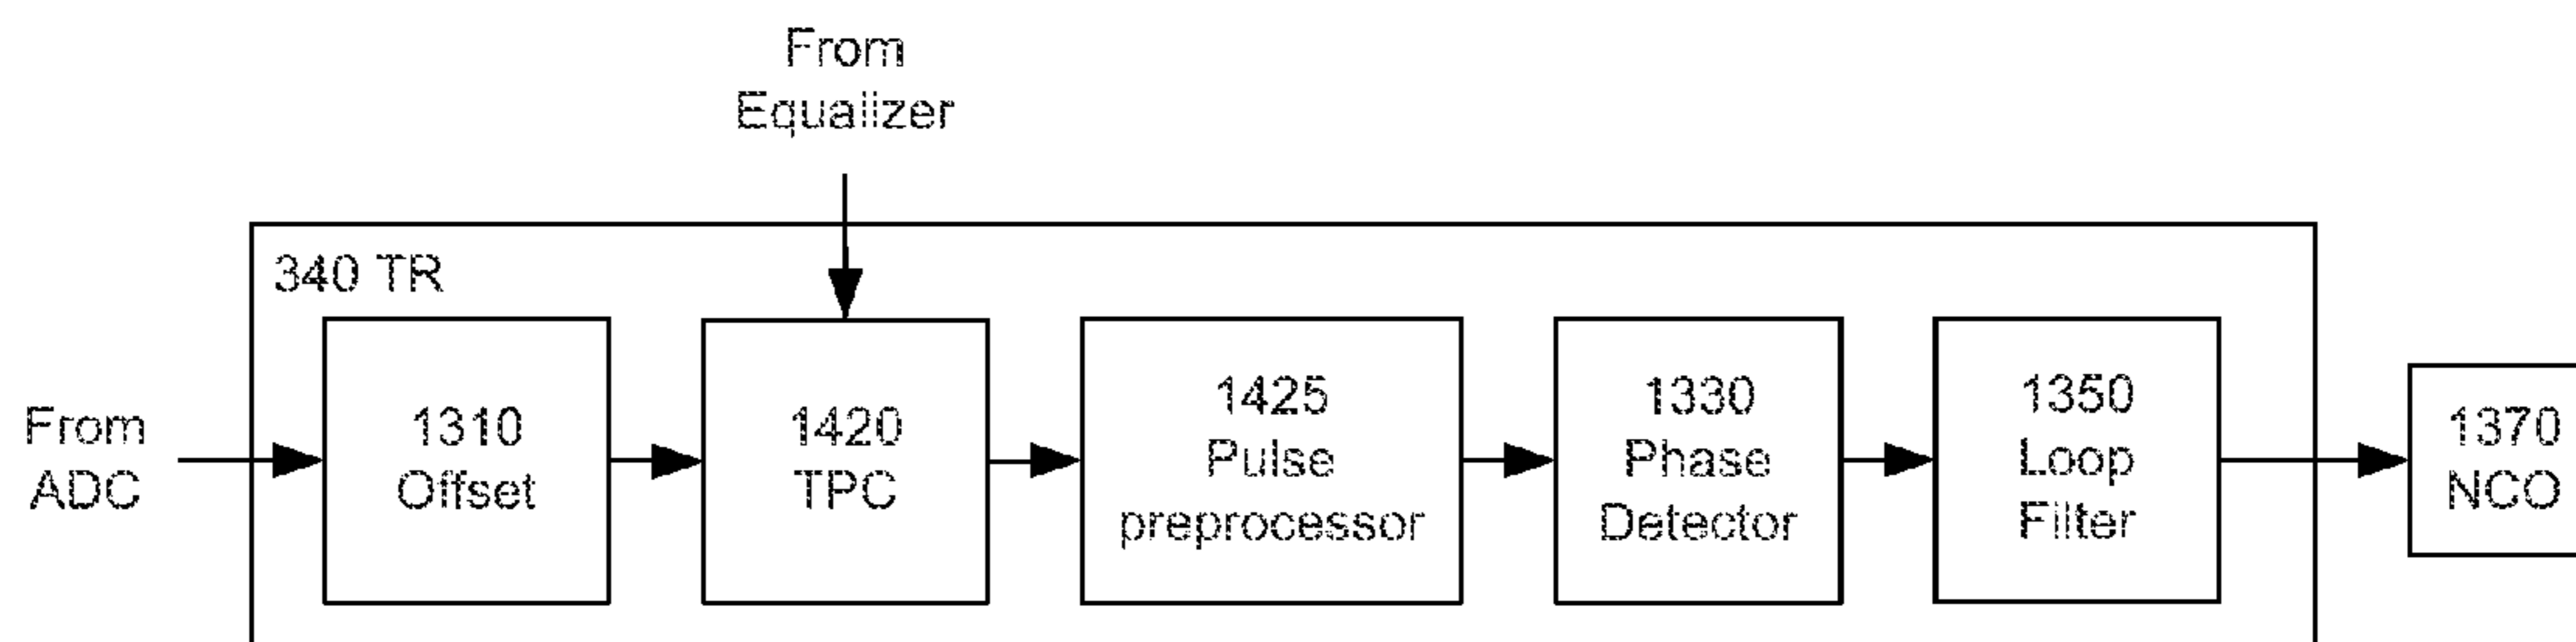 From
Equalizer
340 TR
From
ADC
1310
Offset
1420
TPC
1425
Pulse
preprocessor
1330
Phase
Detector
1350
Loop
Filter
1370
NCO